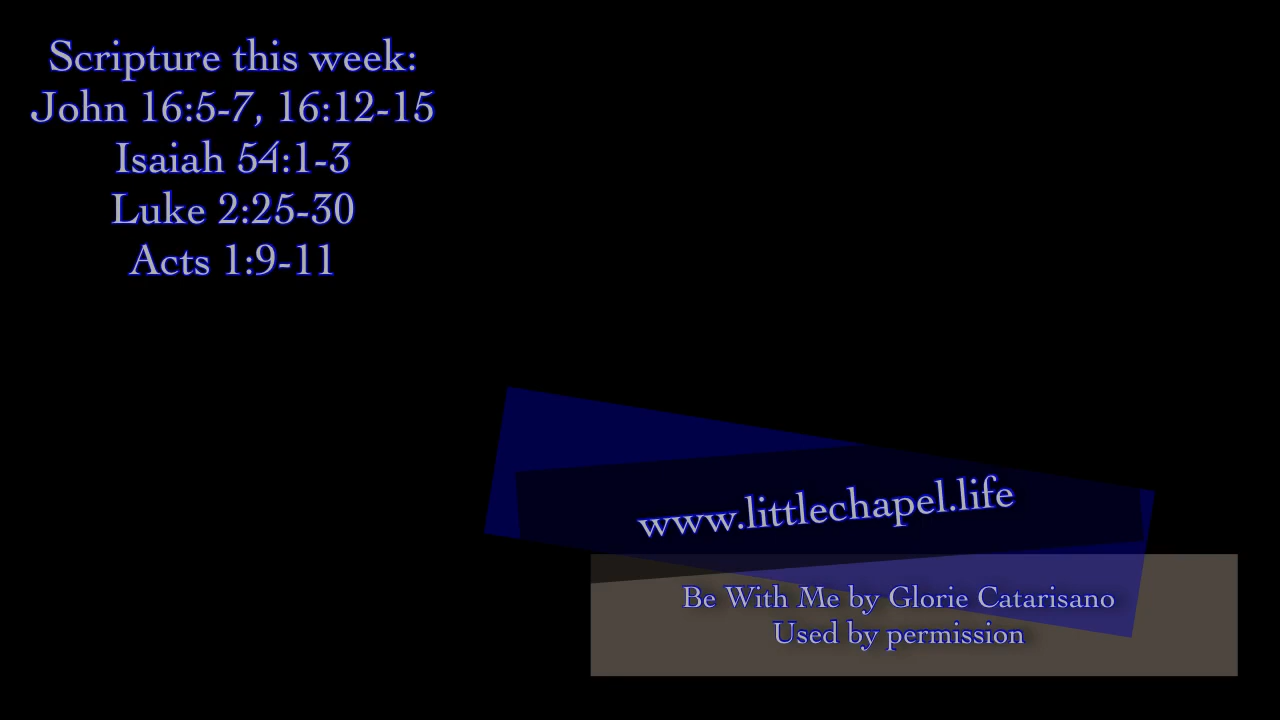 Scripture this week:
John 16:5-7, 16:12-15
Isaiah 54:1-3
Luke 2:25-30
Acts 1:9-11
www.littlechapel.life
Be With Me by Glorie Catarisano
Used by permission